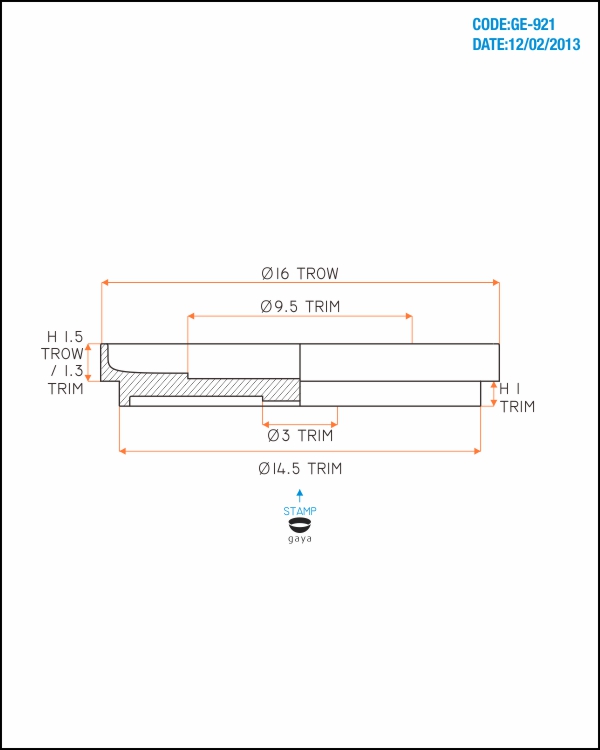 CODE:GE-921
DATE:12/02/2013
Ø16 TROW
Ø9.5 TRIM
H 1.5
TROW
/ 1.3
TRIM
H 1
TRIM
Ø3 TRIM
Ø14.5 TRIM
STAMP
gaya